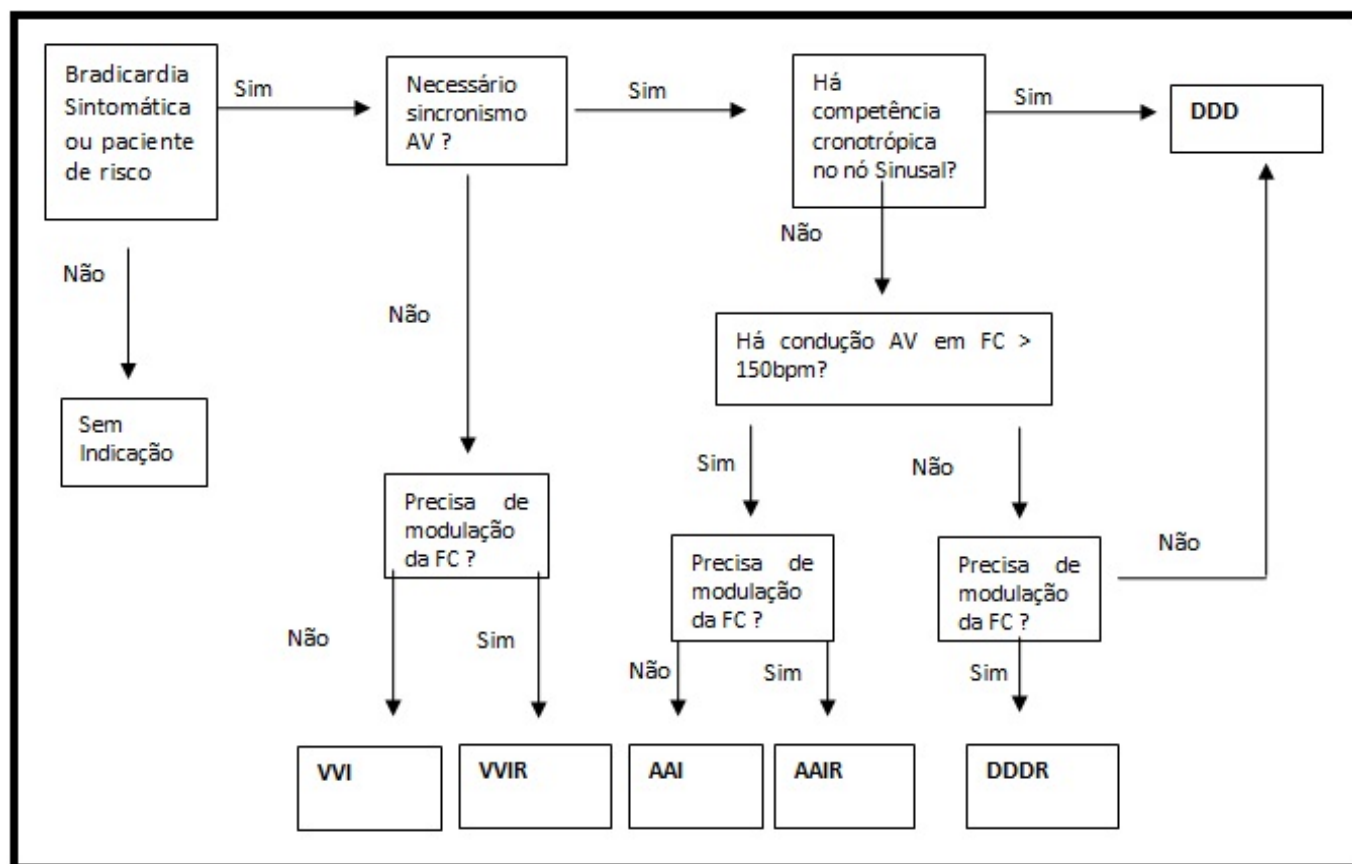 Bradicardia
Sintomática
ou paciente
de risco
Sim
Necessário
sincronismo
AV ?
Sim
Há
competência
cronotrópica
no nó Sinusal?
Sim
DDD
Não
Não
Não
Há condução AV em FC >
150bpm?
Sem
Indicação
Sim
Não
Precisa de
modulação
da FC ?
Precisa de
modulação
da FC ?
Precisa de
modulação
da FC ?
Não
Não
Sim
Não
Sim
Sim
VVI
VVIR
AAI
AAIR
DDDR